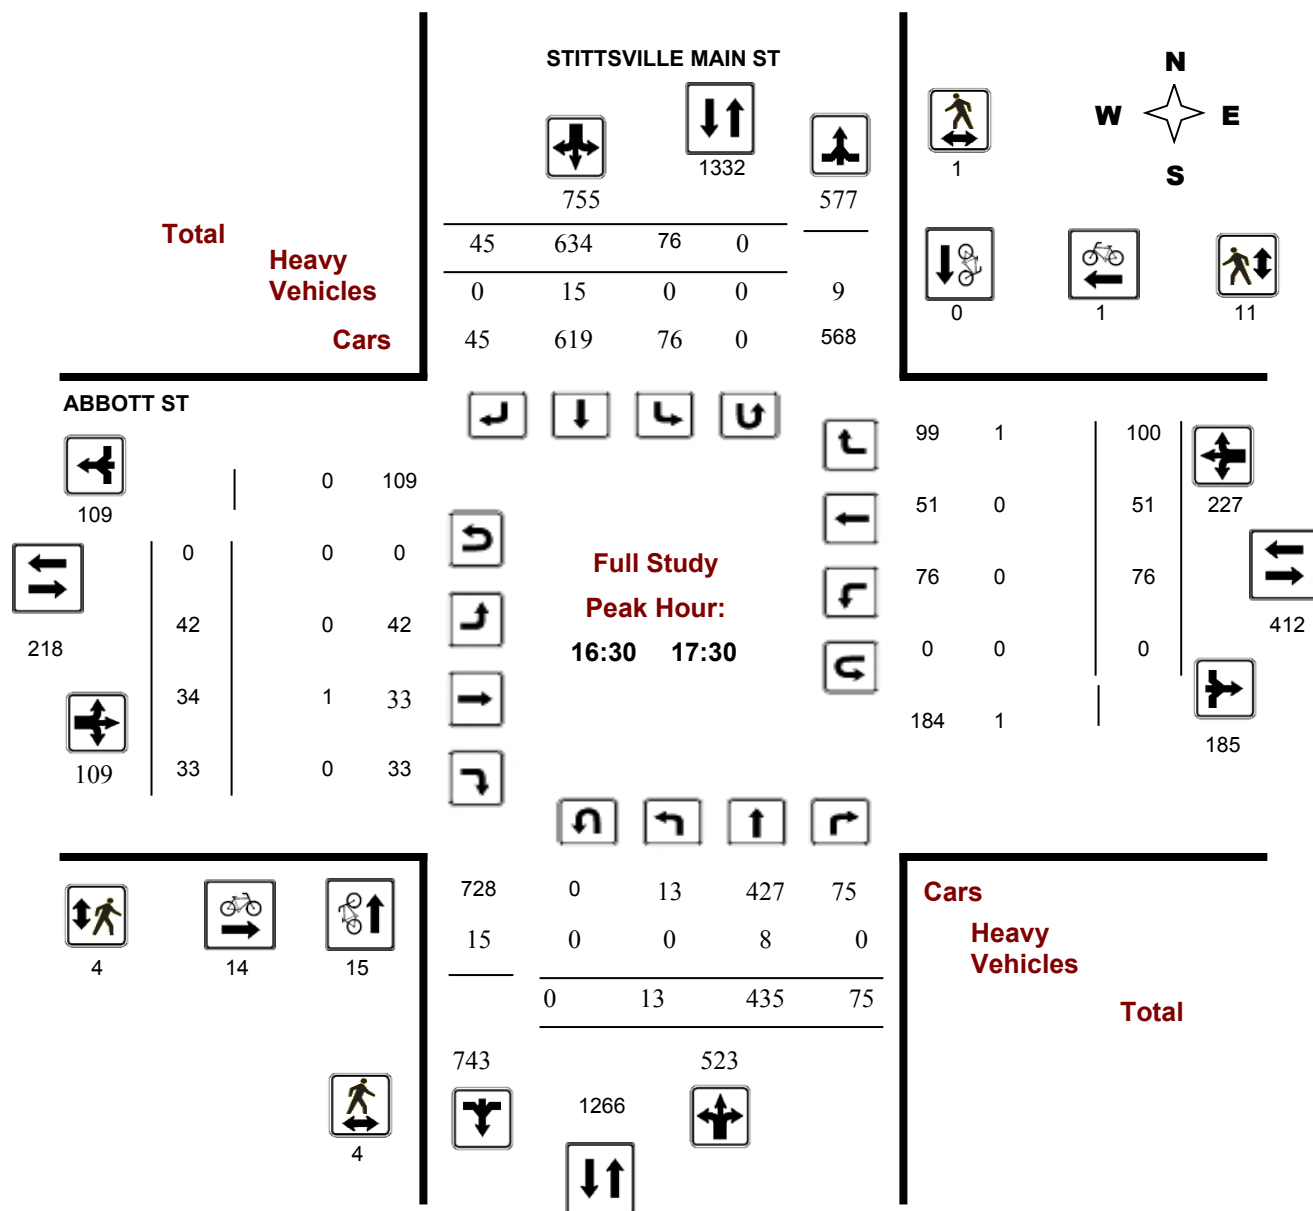 STITTSVILLE MAIN ST
N
W E
S
1332
1
755 577
Total 45 634 76 0
Heavy
Vehicles 0 15 0 0 9
0 1 11
Cars 45 619 76 0 568
ABBOTT ST
99 1 100
0 109
109
51 0 51 227
0 0 0
Full Study
76 0 76
Peak Hour:
42 0 42
412
218
16:30 17:30
0 0 0
34 1 33
184 1
185
109 33 0 33
728 0 13 427 75 Cars
15 0 0 8 0 Heavy
Vehicles
4 14 15
0 13 435 75 Total
743 523
1266
4